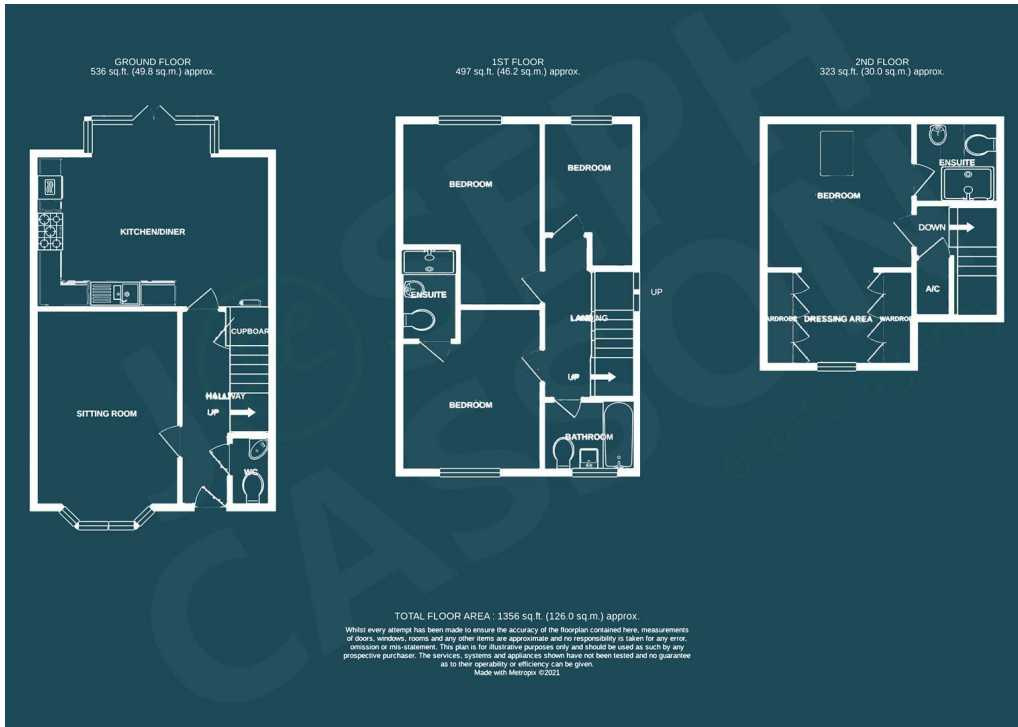 GROUND FLOOR
536 sq.ft. (49.8 sq.m.) approx.
KITCHEN/DINER
CUPBOAR
SITTING ROOM
HALLWAY
UP
WC
1ST FLOOR
497 sq.ft. (46.2 sq.m.) approx.
BEDROOM
BEDROOM
ENSUITE
UP
LANDING
UP
BEDROOM
BATHROOM
2ND FLOOR
323 sq.ft. (30.0 sq.m.) approx.
ENSUITE
BEDROOM
DOWN
A/C
ARDROBE DRESSING AREA WARDROB
TOTAL FLOOR AREA : 1356 sq.ft. (126.0 sq.m.) approx.
Whilst every attempt has been made to ensure the accuracy of the floorplan contained here, measurements
of doors, windows, rooms and any other items are approximate and no responsibility is taken for any error,
omission or mis-statement. This plan is for illustrative purposes only and should be used as such by any
prospective purchaser. The services, systems and appliances shown have not been tested and no guarantee
as to their operability or efficiency can be given.
Made with Metropix ©2021
SEPH
CASSON